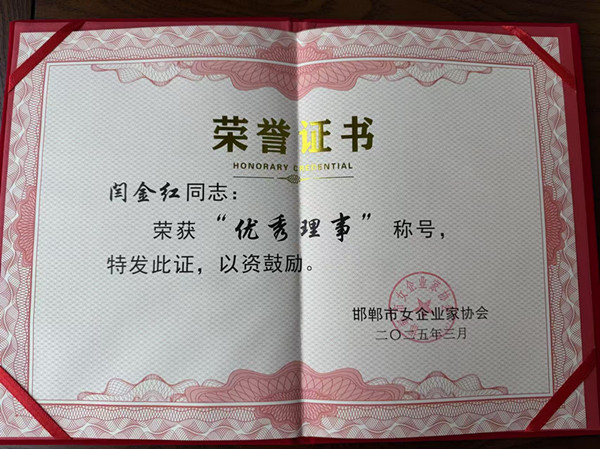 荣誉证书
HONORARY CREDENTIAL
闫金红同志：
荣获“优秀理事”称号，
特发此证，以资鼓励。
邯郸市女企业家协会
二〇二五年三月